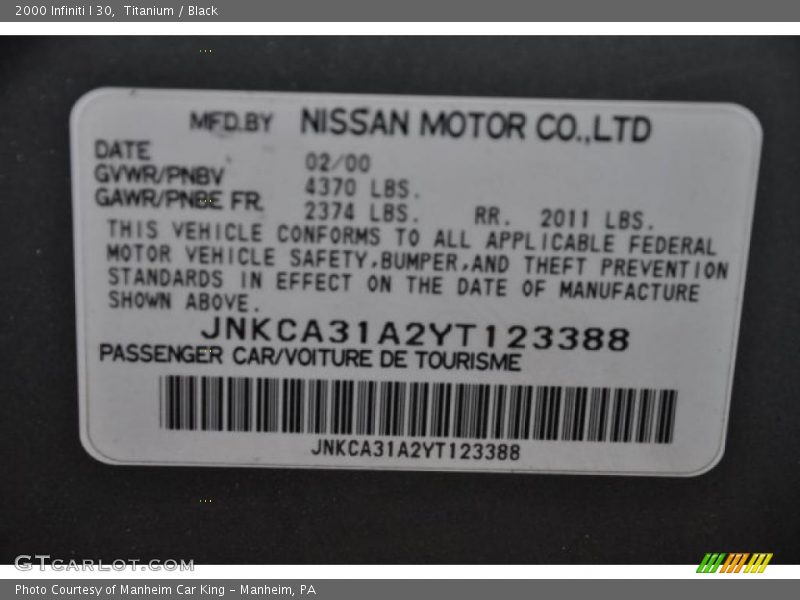 2000 Infiniti I 30, Titanium / Black
MFD.BY NISSAN MOTOR CO.,LTD
DATE 02/00
GVWR/PNBV 4370 LBS.
GAWR/PNBE FR. 2374 LBS. RR. 2011 LBS.
THIS VEHICLE CONFORMS TO ALL APPLICABLE FEDERAL
MOTOR VEHICLE SAFETY,BUMPER,AND THEFT PREVENTION
STANDARDS IN EFFECT ON THE DATE OF MANUFACTURE
SHOWN ABOVE.
JNKCA31A2YT123388
PASSENGER CAR/VOITURE DE TOURISME
JNKCA31A2YT123388
GTCARLOT.COM
Photo Courtesy of Manheim Car King – Manheim, PA